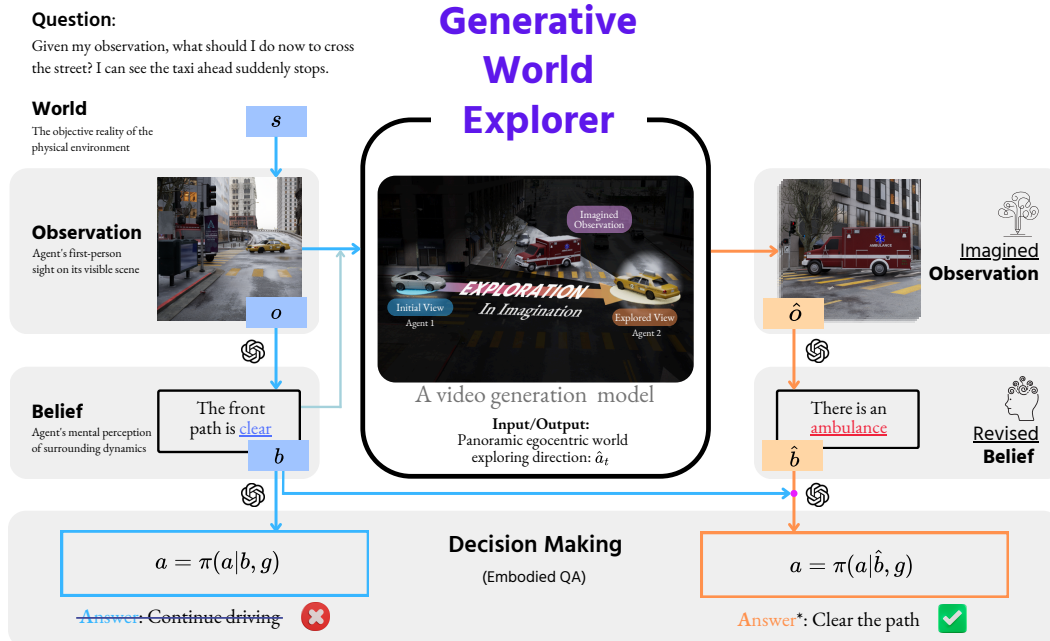 Question:
Given my observation, what should I do now to cross
the street? I can see the taxi ahead suddenly stops.
Generative
World
Explorer
World
The objective reality of the
physical environment
s
Observation
Agent's first-person
sight on its visible scene
o
Imagined
Observation
Initial View
Agent 1
EXPLORATION
In Imagination
Explored View
Agent 2
AMBULANCE
Imagined
Observation
ô
Belief
Agent's mental perception
of surrounding dynamics
The front
path is clear
b
A video generation model
Input/Output:
Panoramic egocentric world
exploring direction: â_t
There is an
ambulance
b̂
Revised
Belief
Decision Making
(Embodied QA)
a = π(a|b, g)
Answer: Continue driving
a = π(a|b̂, g)
Answer*: Clear the path